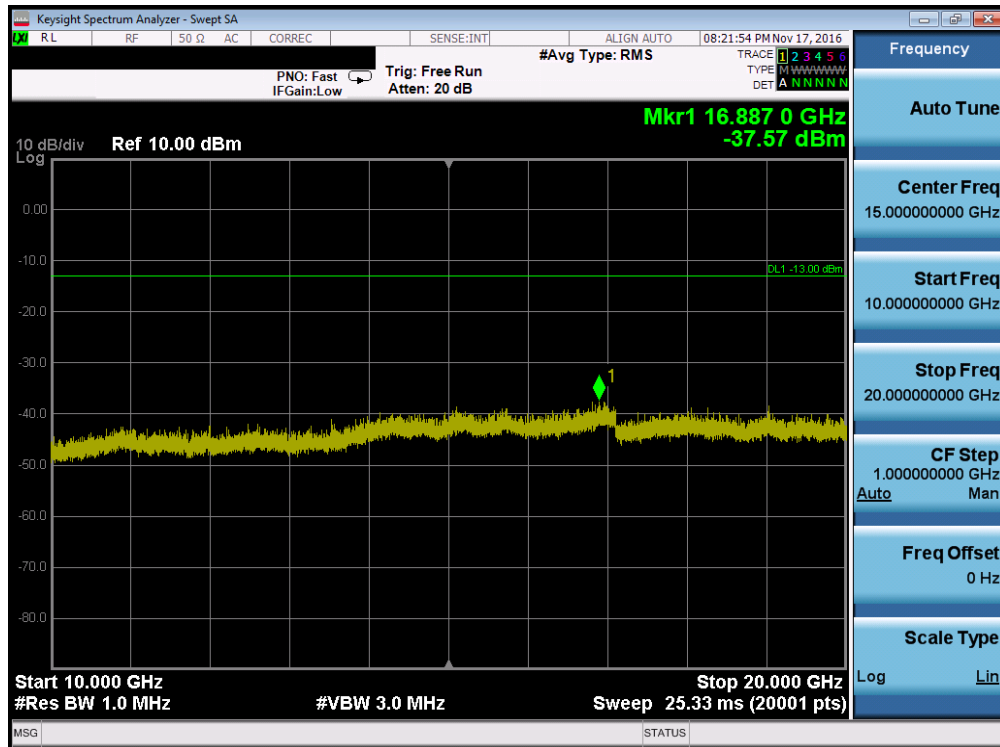 Keysight Spectrum Analyzer - Swept SA
LXI RL RF 50 Ω AC CORREC SENSE:INT ALIGN AUTO 08:21:54 PM Nov 17, 2016
#Avg Type: RMS TRACE 1 2 3 4 5 6
PNO: Fast Trig: Free Run TYPE M WWWWW
IFGain:Low Atten: 20 dB DET A N N N N N
Mkr1 16.887 0 GHz
-37.57 dBm
10 dB/div Ref 10.00 dBm
Log
0.00
-10.0
DL1 -13.00 dBm
-20.0
-30.0
1
-40.0
-50.0
-60.0
-70.0
-80.0
Start 10.000 GHz Stop 20.000 GHz
#Res BW 1.0 MHz #VBW 3.0 MHz Sweep 25.33 ms (20001 pts)
MSG STATUS
Frequency
Auto Tune
Center Freq
15.000000000 GHz
Start Freq
10.000000000 GHz
Stop Freq
20.000000000 GHz
CF Step
1.000000000 GHz
Auto Man
Freq Offset
0 Hz
Scale Type
Log Lin